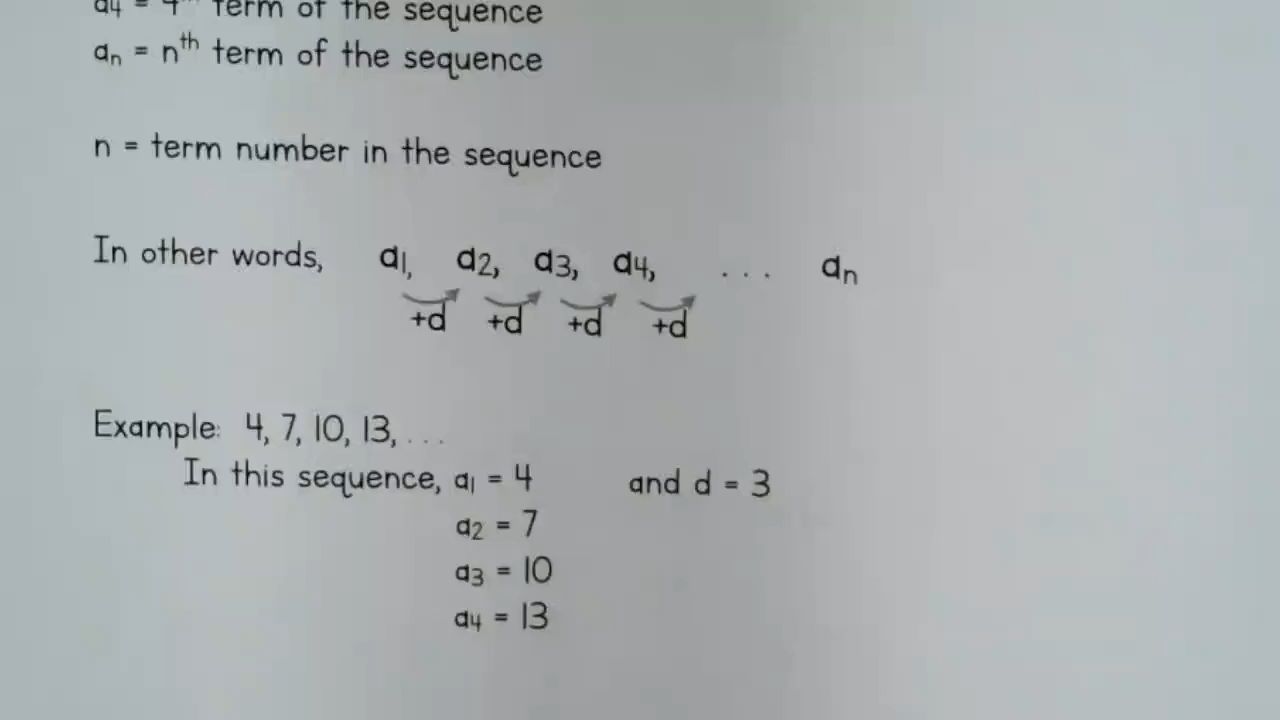 a4 = 4th term of the sequence
an = nth term of the sequence
n = term number in the sequence
In other words, a1, a2, a3, a4, . . . an
+d +d +d +d
Example: 4, 7, 10, 13, . . .
In this sequence, a1 = 4 and d = 3
a2 = 7
a3 = 10
a4 = 13